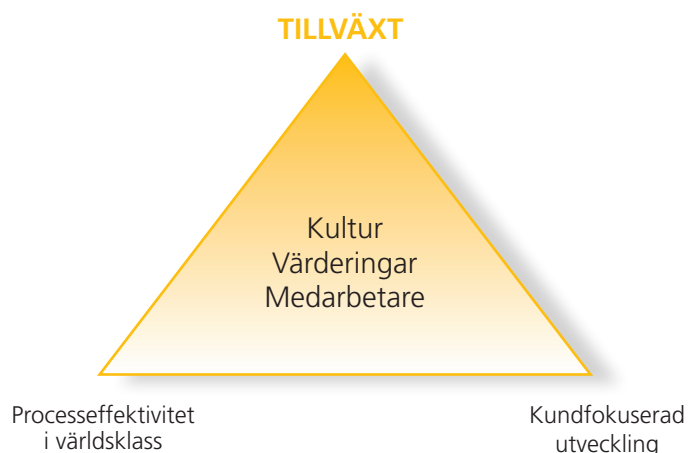 TILLVÄXT
Kultur
Värderingar
Medarbetare
Processeffektivitet
i världsklass
Kundfokuserad
utveckling